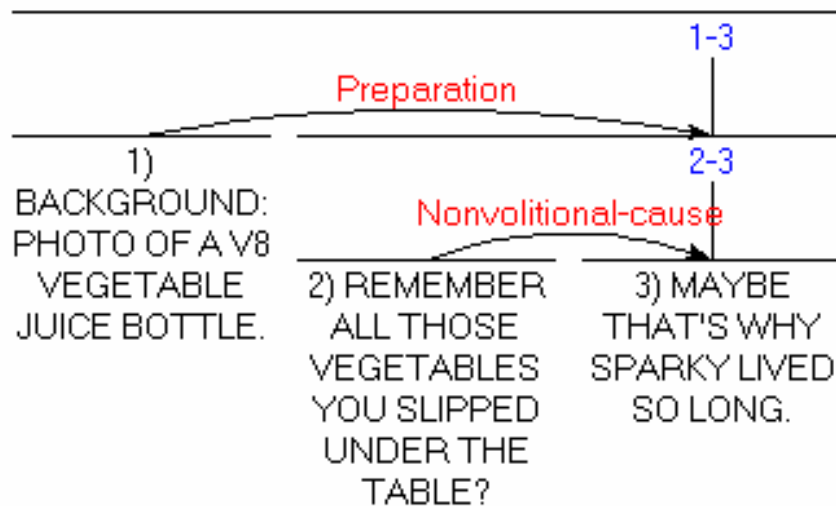 1-3
Preparation
1)
BACKGROUND:
PHOTO OF A V8
VEGETABLE
JUICE BOTTLE.
2-3
Nonvolitional-cause
2) REMEMBER
ALL THOSE
VEGETABLES
YOU SLIPPED
UNDER THE
TABLE?
3) MAYBE
THAT'S WHY
SPARKY LIVED
SO LONG.